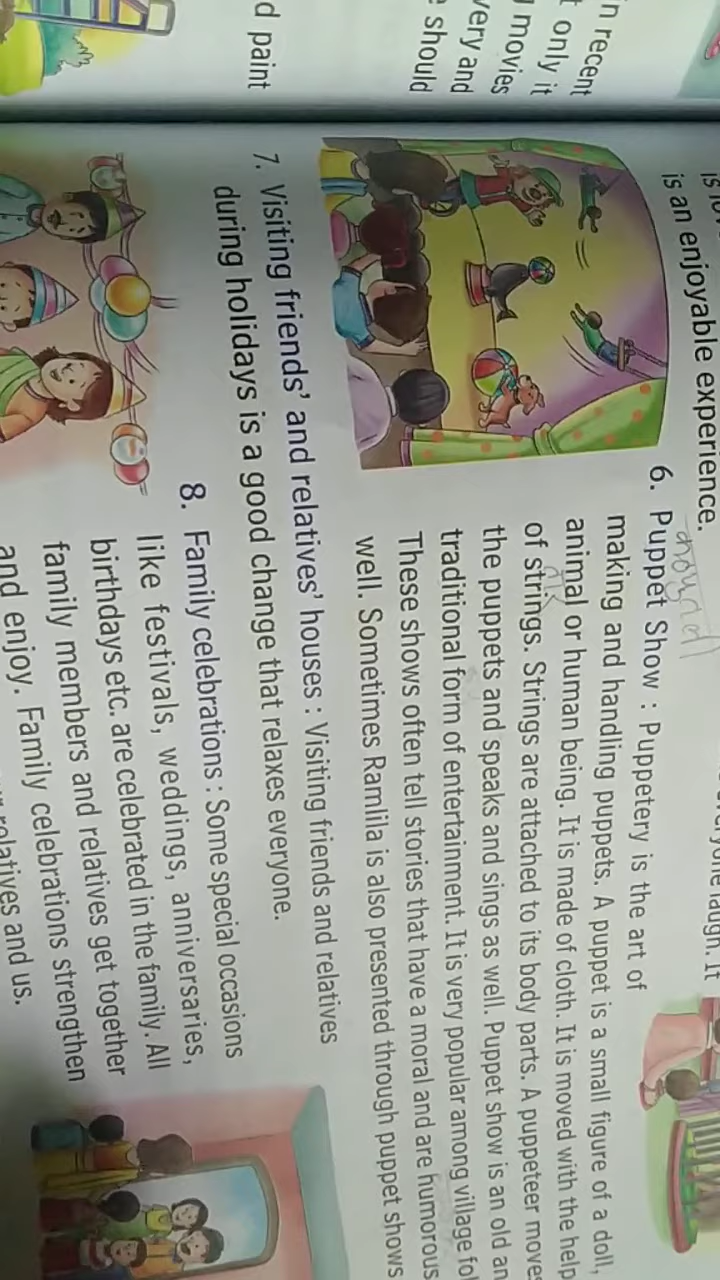 n recent
only it
movies
very and
should
d paint
is an enjoyable experience.
laugh. It
6. Puppet Show : Puppetery is the art of
making and handling puppets. A puppet is a small figure of a doll,
animal or human being. It is made of cloth. It is moved with the help
of strings. Strings are attached to its body parts. A puppeteer move
the puppets and speaks and sings as well. Puppet show is an old an
traditional form of entertainment. It is very popular among village fo
These shows often tell stories that have a moral and are humorous
well. Sometimes Ramlila is also presented through puppet shows
7. Visiting friends' and relatives' houses : Visiting friends and relatives
during holidays is a good change that relaxes everyone.
8. Family celebrations : Some special occasions
like festivals, weddings, anniversaries,
birthdays etc. are celebrated in the family. All
family members and relatives get together
and enjoy. Family celebrations strengthen
relatives and us.